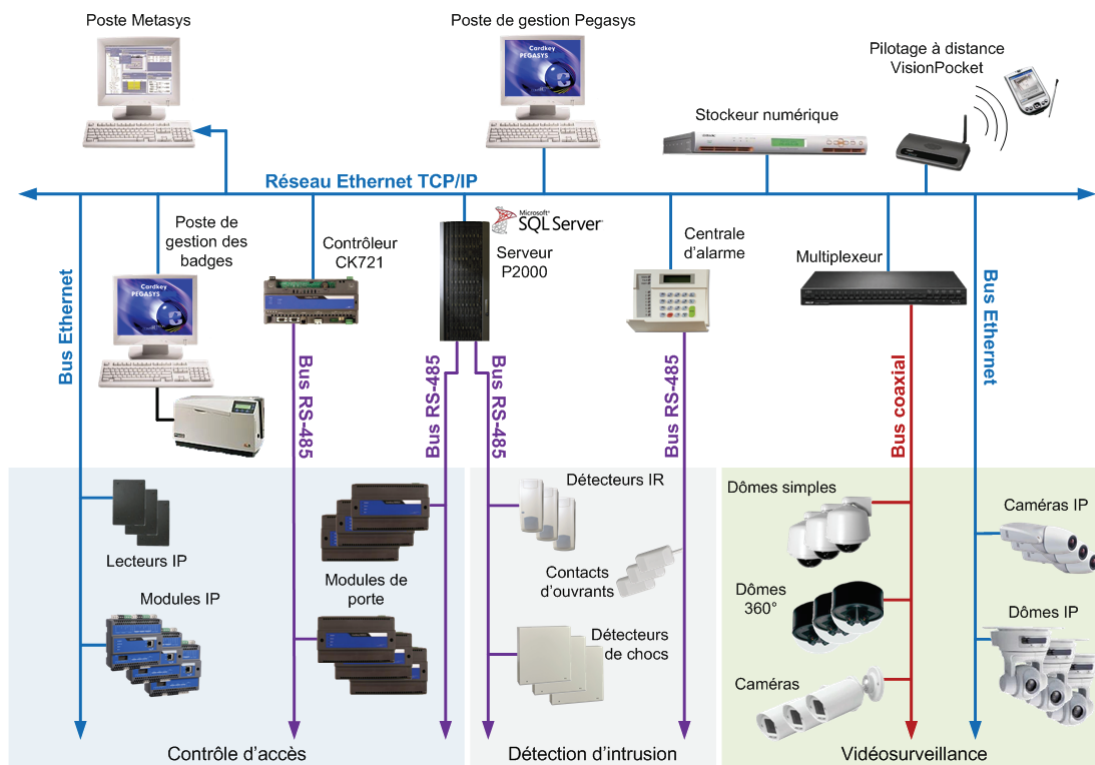 Poste Metasys
Poste de gestion Pegasys
Pilotage à distance
VisionPocket
Cardkey
PEGASYS
Stockeur numérique
Réseau Ethernet TCP/IP
Microsoft®
SQL Server
Poste de
gestion des
badges
Contrôleur
CK721
Serveur
P2000
Centrale
d'alarme
Multiplexeur
Cardkey
PEGASYS
Bus Ethernet
Bus RS-485
Bus RS-485
Bus RS-485
Bus RS-485
Bus coaxial
Bus Ethernet
Lecteurs IP
Modules IP
Modules de
porte
Détecteurs IR
Contacts
d'ouvrants
Détecteurs
de chocs
Dômes simples
Dômes
360°
Caméras
Caméras IP
Dômes IP
Contrôle d'accès
Détection d'intrusion
Vidéosurveillance